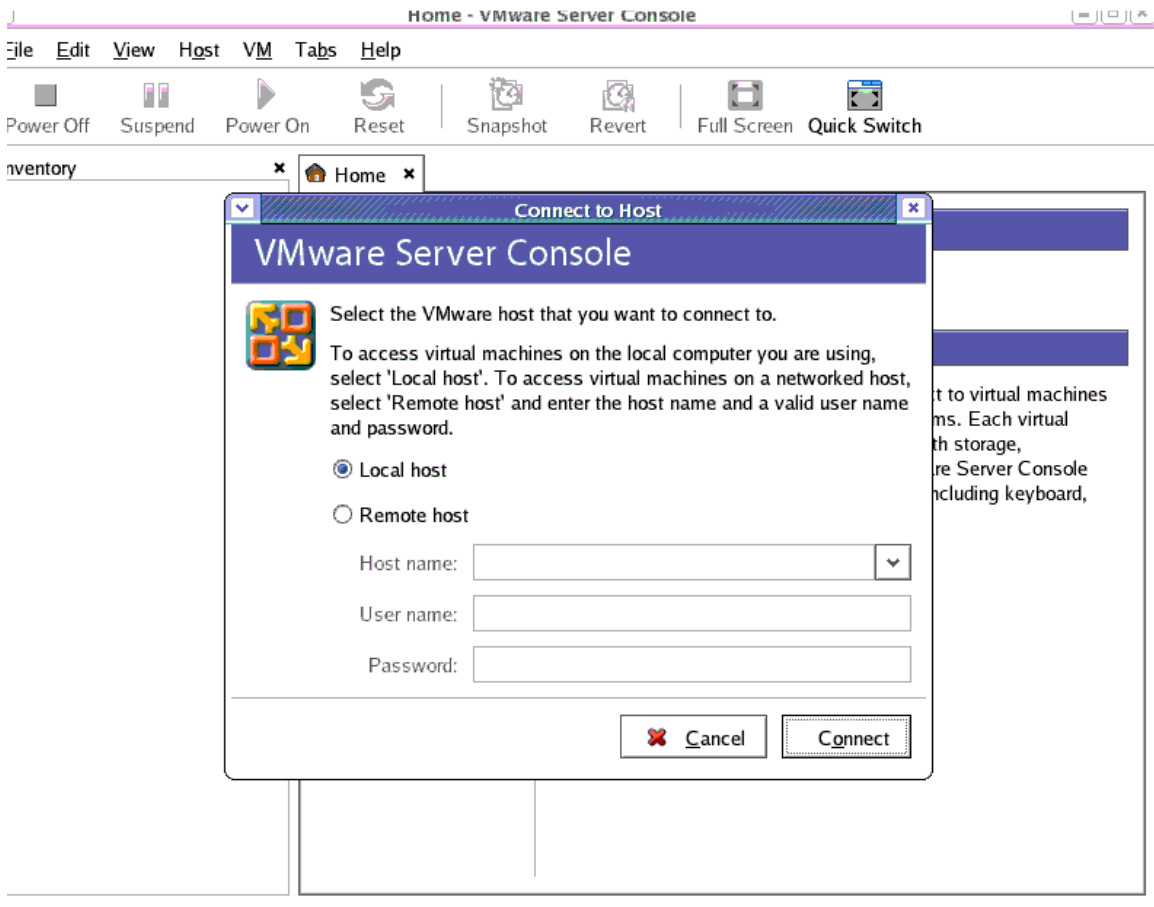 Home - VMware Server Console
File Edit View Host VM Tabs Help
Power Off Suspend Power On Reset Snapshot Revert Full Screen Quick Switch
nventory
Home
Connect to Host
VMware Server Console
Select the VMware host that you want to connect to.
To access virtual machines on the local computer you are using,
select 'Local host'. To access virtual machines on a networked host,
select 'Remote host' and enter the host name and a valid user name
and password.
t to virtual machines
ms. Each virtual
th storage,
re Server Console
ncluding keyboard,
Local host
Remote host
Host name:
User name:
Password:
Cancel Connect